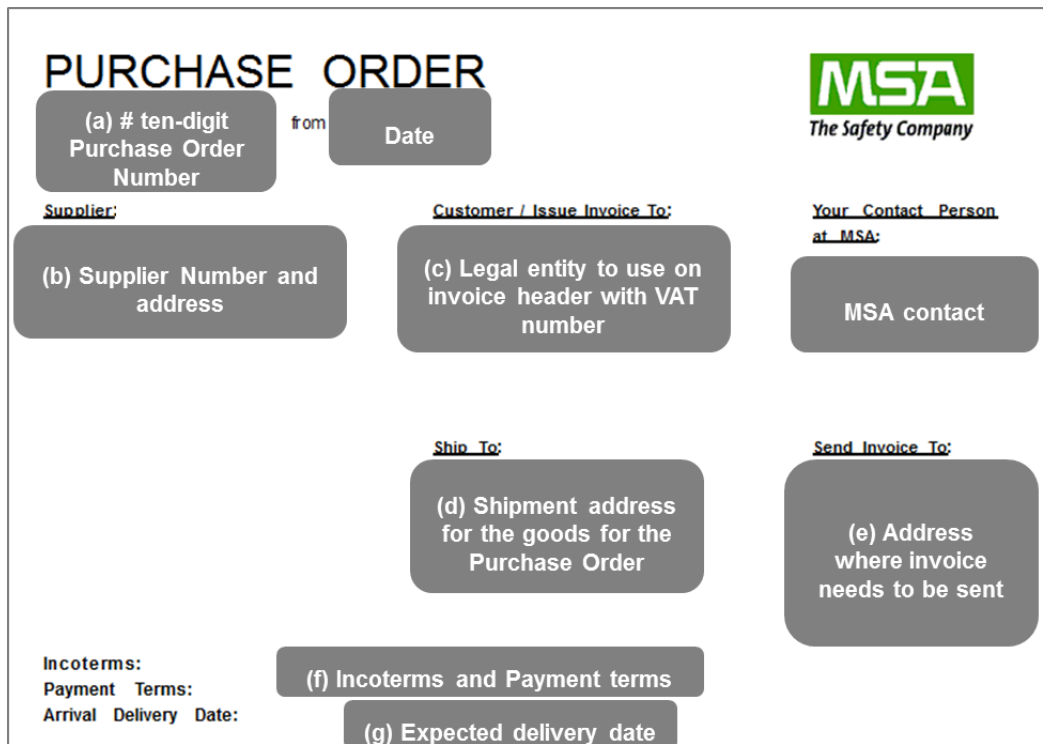 PURCHASE ORDER
MSA
The Safety Company
(a) # ten-digit
Purchase Order
Number
from
Date
Supplier:
(b) Supplier Number and
address
Customer / Issue Invoice To:
(c) Legal entity to use on
invoice header with VAT
number
Your Contact Person
at MSA:
MSA contact
Ship To:
(d) Shipment address
for the goods for the
Purchase Order
Send Invoice To:
(e) Address
where invoice
needs to be sent
Incoterms:
Payment Terms:
Arrival Delivery Date:
(f) Incoterms and Payment terms
(g) Expected delivery date